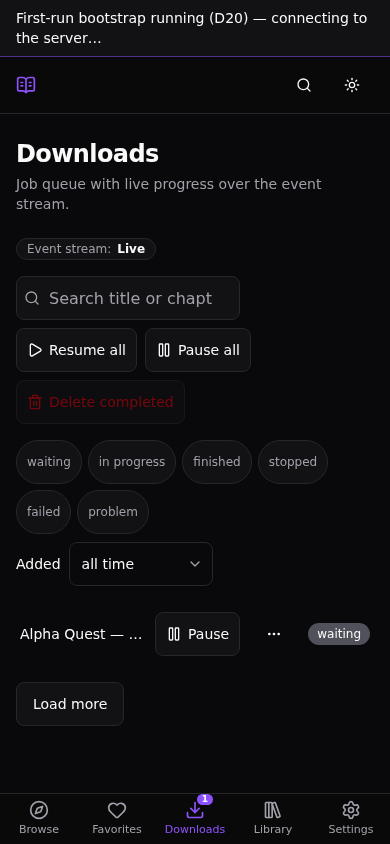 First-run bootstrap running (D20) — connecting to
the server…
Downloads
Job queue with live progress over the event
stream.
Event stream: Live
Search title or chapt
Resume all
Pause all
Delete completed
waiting
in progress
finished
stopped
failed
problem
Added
all time
Alpha Quest — …
Pause
waiting
Load more
1
Browse
Favorites
Downloads
Library
Settings